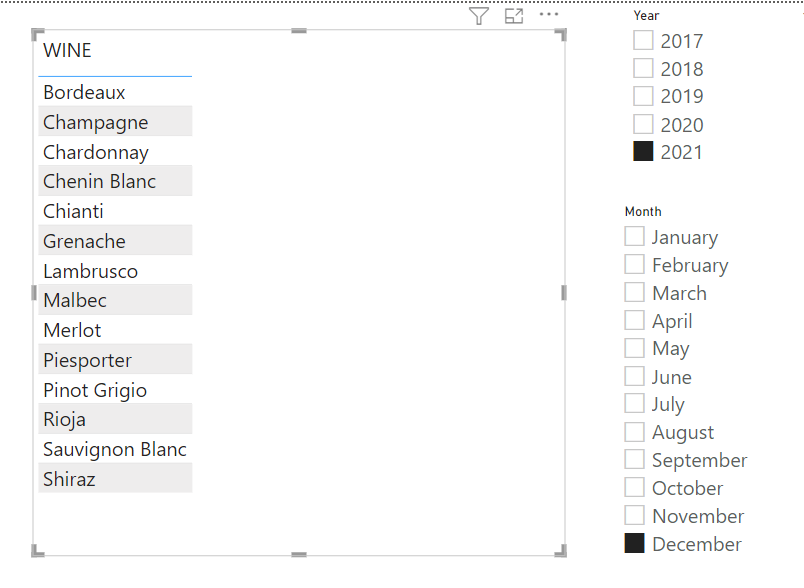 WINE
Bordeaux
Champagne
Chardonnay
Chenin Blanc
Chianti
Grenache
Lambrusco
Malbec
Merlot
Piesporter
Pinot Grigio
Rioja
Sauvignon Blanc
Shiraz
Year
2017
2018
2019
2020
2021
Month
January
February
March
April
May
June
July
August
September
October
November
December